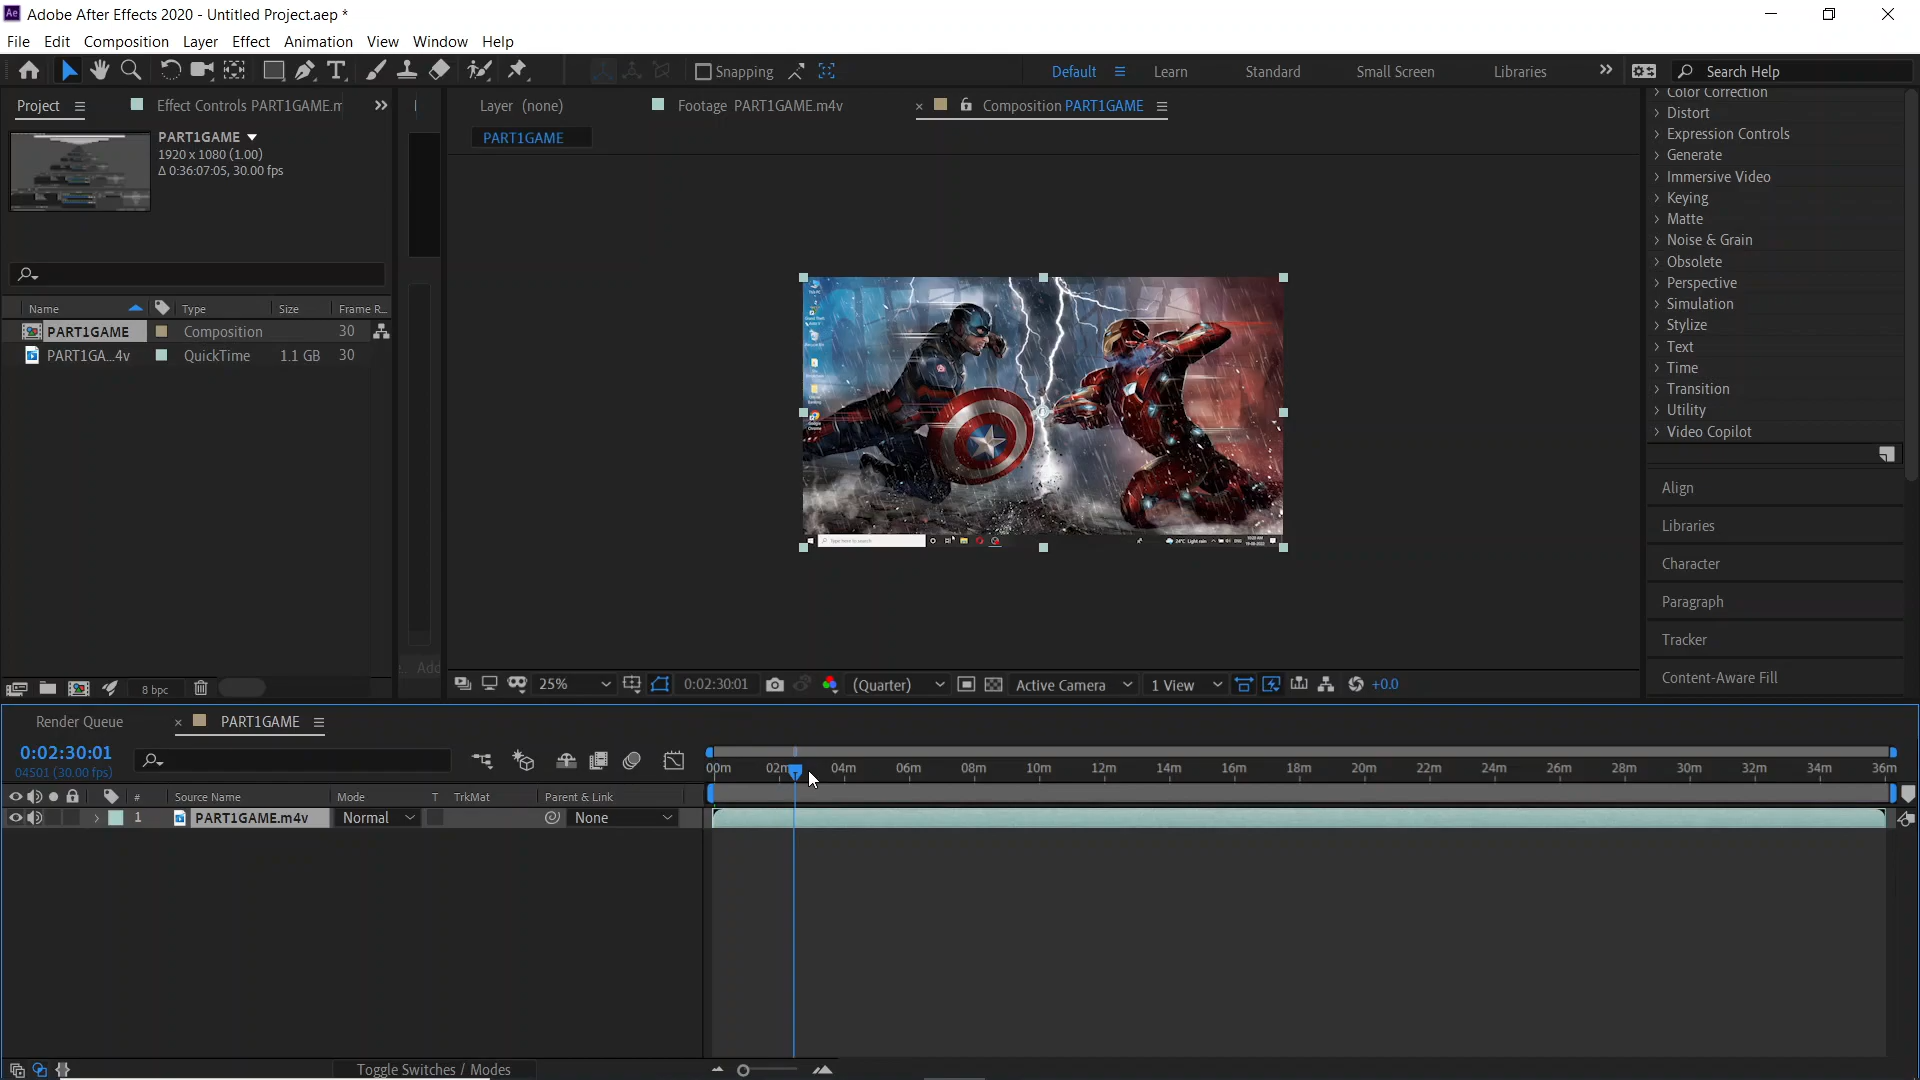 Adobe After Effects 2020 - Untitled Project.aep *
File Edit Composition Layer Effect Animation View Window Help
Snapping
Default Learn Standard Small Screen Libraries Search Help
Project Effect Controls PART1GAME.m
Layer (none) Footage PART1GAME.m4v Composition PART1GAME
PART1GAME
PART1GAME
1920 x 1080 (1.00)
Δ 0:36:07:05, 30.00 fps
Name Type Size Frame R...
PART1GAME Composition 30
PART1GA...4v QuickTime 1.1 GB 30
8 bpc
Add
25% 0:02:30:01 (Quarter) Active Camera 1 View +0.0
Color Correction
Distort
Expression Controls
Generate
Immersive Video
Keying
Matte
Noise & Grain
Obsolete
Perspective
Simulation
Stylize
Text
Time
Transition
Utility
Video Copilot
Align
Libraries
Character
Paragraph
Tracker
Content-Aware Fill
Render Queue PART1GAME
0:02:30:01
04501 (30.00 fps)
00m 02m 04m 06m 08m 10m 12m 14m 16m 18m 20m 22m 24m 26m 28m 30m 32m 34m 36m
# Source Name Mode T TrkMat Parent & Link
1 PART1GAME.m4v Normal None
Toggle Switches / Modes